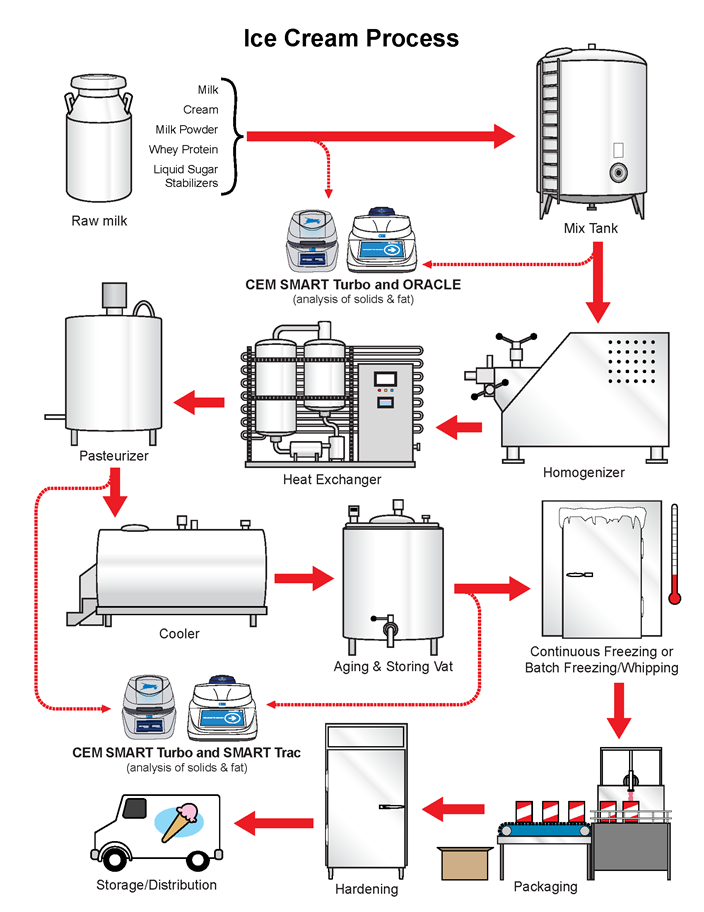 Ice Cream Process
Milk
Cream
Milk Powder
Whey Protein
Liquid Sugar
Stabilizers
Raw milk
Mix Tank
CEM SMART Turbo and ORACLE
(analysis of solids & fat)
Pasteurizer
Heat Exchanger
Homogenizer
Cooler
Aging & Storing Vat
Continuous Freezing or
Batch Freezing/Whipping
CEM SMART Turbo and SMART Trac
(analysis of solids & fat)
Storage/Distribution
Hardening
Packaging